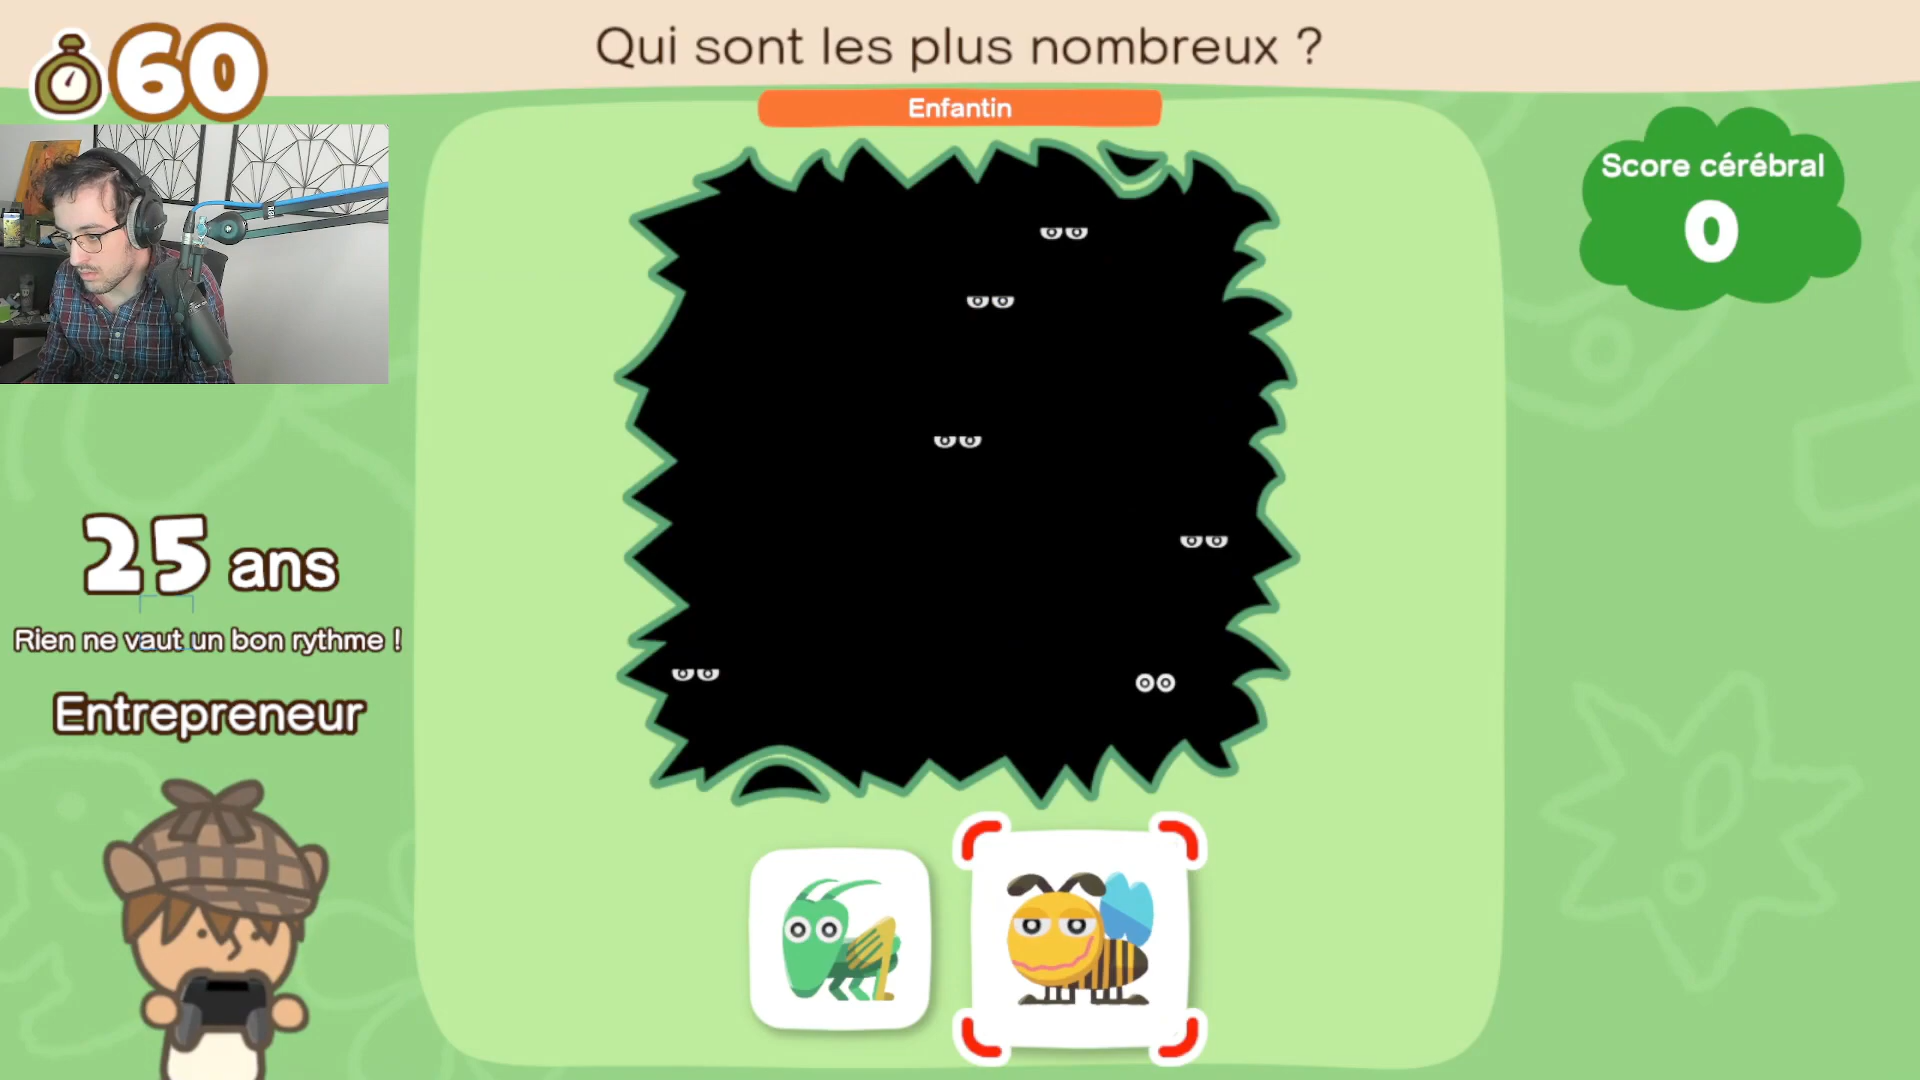 60
Qui sont les plus nombreux ?
Enfantin
Score cérébral
0
25 ans
Rien ne vaut un bon rythme !
Entrepreneur